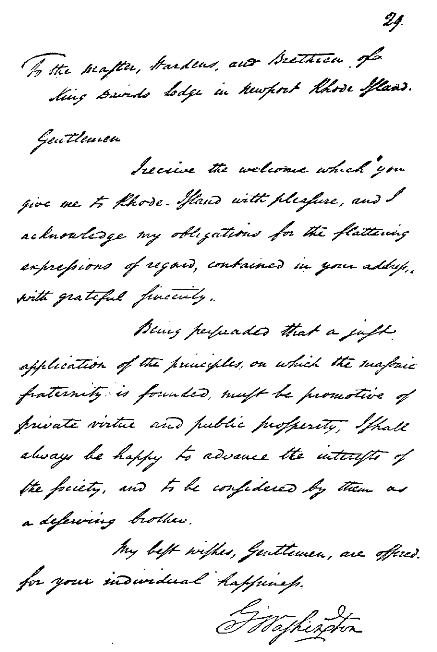 29.
To the Master, Wardens, and Brethren of
King Davids Lodge in Newport Rhode Island.
Gentlemen
I receive the welcome which you
give me to Rhode-Island with pleasure, and I
acknowledge my obligations for the flattering
expressions of regard, contained in your address,
with grateful sincerity.
Being persuaded that a just
application of the principles, on which the masonic
fraternity is founded, must be promotive of
private virtue and public prosperity, I shall
always be happy to advance the interests of
the Society, and to be considered by them as
a deserving brother.
My best wishes, Gentlemen, are offered
for your individual happiness.
G. Washington